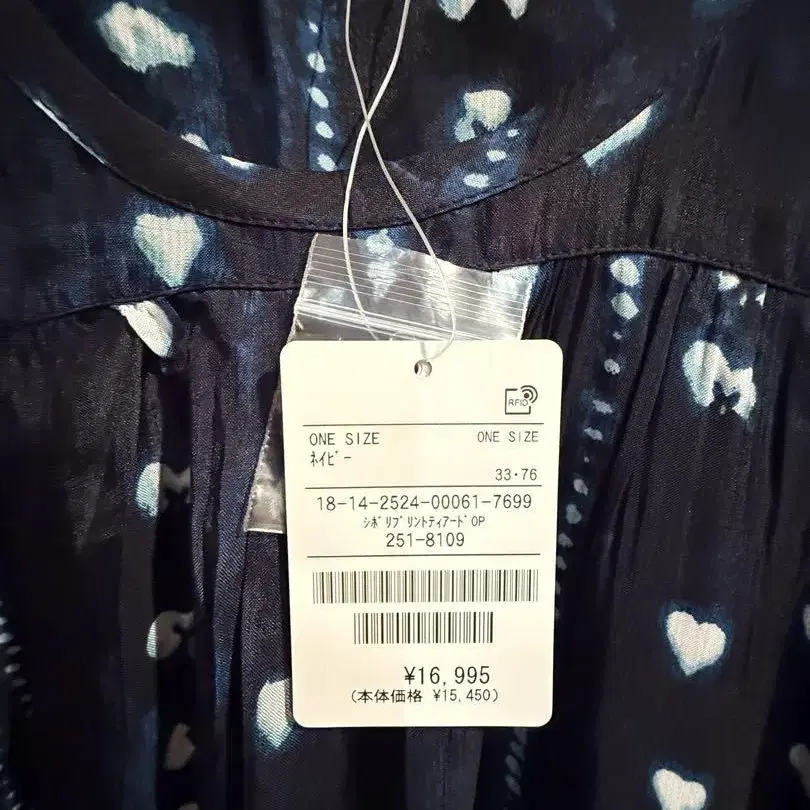 RFID
ONE SIZE ONE SIZE
ﾈｲﾋﾞｰ
33・76
18-14-2524-00061-7699
ｼﾎﾞﾘﾌﾟﾘﾝﾄﾃｨｱｰﾄﾞOP
251-8109
¥16,995
(本体価格 ¥15,450)